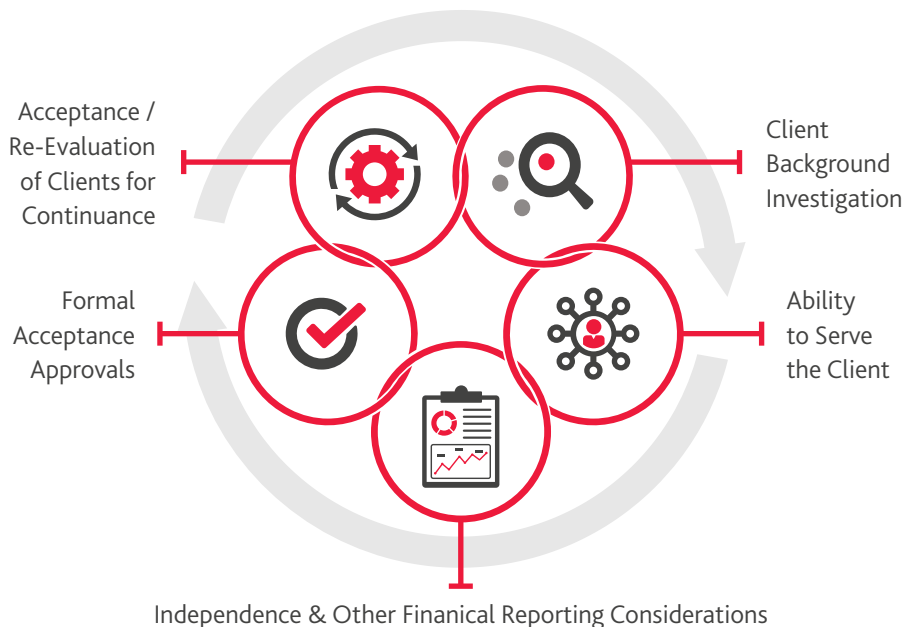 Acceptance /
Re-Evaluation
of Clients for
Continuance
Client
Background
Investigation
Formal
Acceptance
Approvals
Ability
to Serve
the Client
Independence & Other Finanical Reporting Considerations